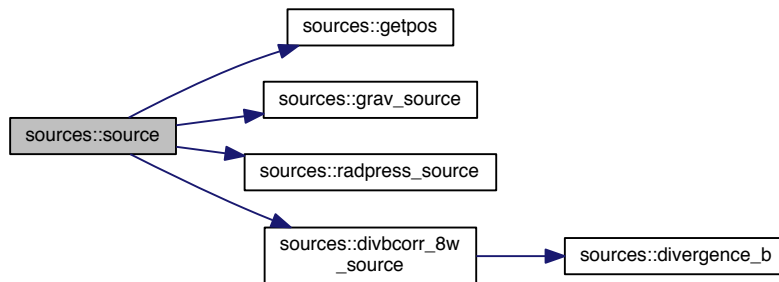 sources::getpos
sources::grav_source
sources::source
sources::radpress_source
sources::divbcorr_8w
_source
sources::divergence_b